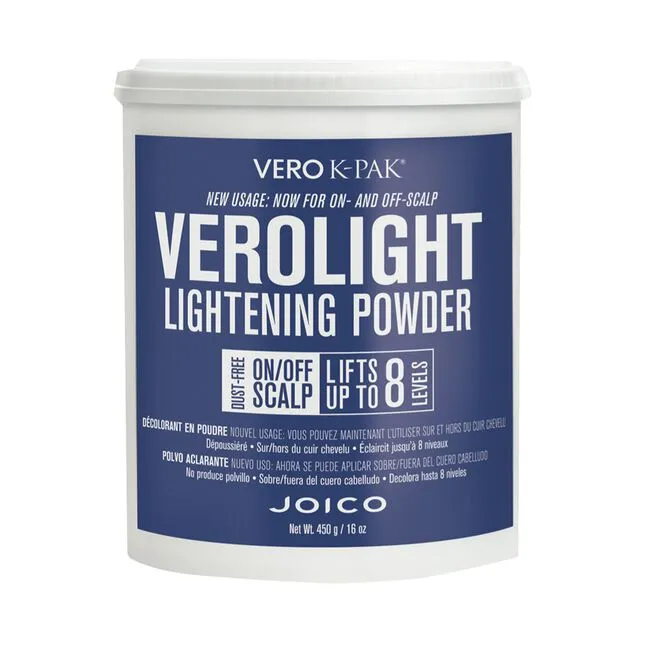 VERO K-PAK®
NEW USAGE: NOW FOR ON- AND OFF-SCALP
VEROLIGHT
LIGHTENING POWDER
DUST-FREE
ON/OFF
SCALP
LIFTS
UP TO 8
LEVELS
DÉCOLORANT EN POUDRE NOUVEL USAGE: VOUS POUVEZ MAINTENANT L'UTILISER SUR ET HORS DU CUIR CHEVELU
Dépoussiéré • Sur/hors du cuir chevelu • Éclaircit jusqu'à 8 niveaux
POLVO ACLARANTE NUEVO USO: AHORA SE PUEDE APLICAR SOBRE/FUERA DEL CUERO CABELLUDO
No produce polvillo • Sobre/fuera del cuero cabelludo • Decolora hasta 8 niveles
JOICO
Net Wt. 450 g / 16 oz